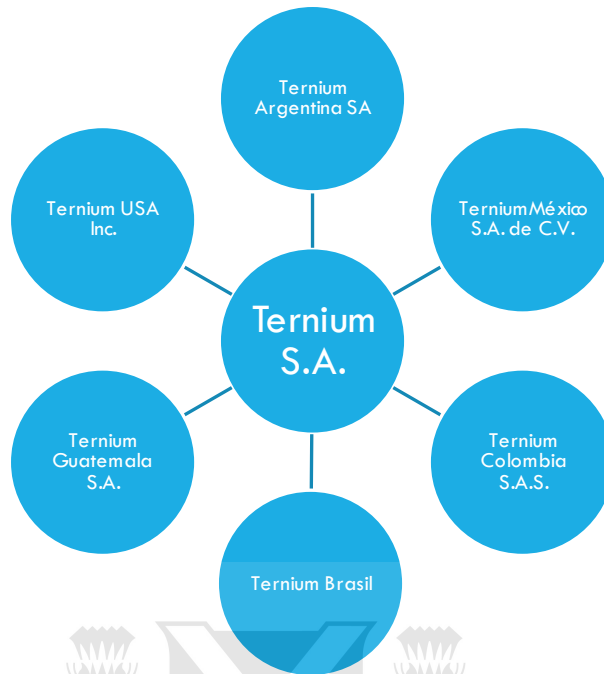 Ternium
Argentina SA
Ternium USA
Inc.
TerniumMéxico
S.A. de C.V.
Ternium
S.A.
Ternium
Guatemala
S.A.
Ternium
Colombia
S.A.S.
Ternium Brasil